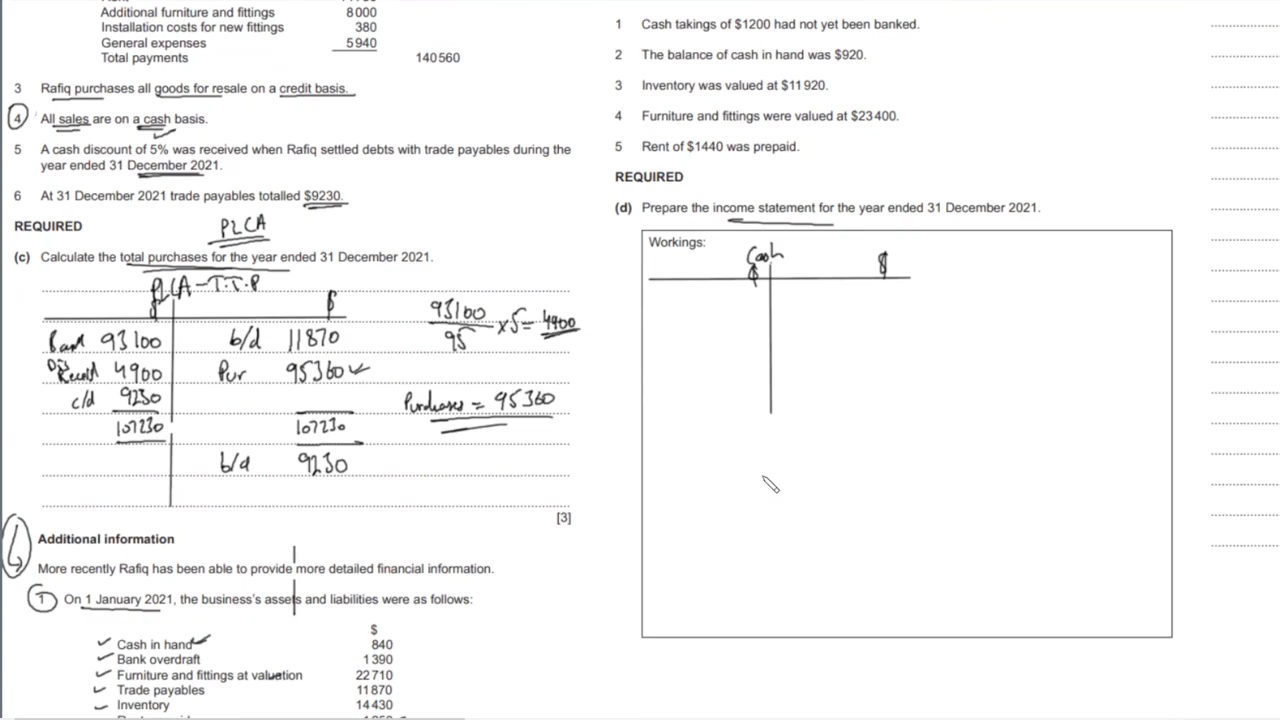 Additional furniture and fittings 8000
Installation costs for new fittings 380
General expenses 5940
Total payments 140560
3 Rafiq purchases all goods for resale on a credit basis.
4 All sales are on a cash basis.
5 A cash discount of 5% was received when Rafiq settled debts with trade payables during the
year ended 31 December 2021.
6 At 31 December 2021 trade payables totalled $9230.
REQUIRED
PLCA
(c) Calculate the total purchases for the year ended 31 December 2021.
PLCA – T.T.P
$
Bank 93100 b/d 11870
Dis Receivd 4900 Pur 95360
c/d 9230
107230 107230
b/d 9230
93100
95 x 5 = 4900
Purchases = 95360
[3]
Additional information
More recently Rafiq has been able to provide more detailed financial information.
1 On 1 January 2021, the business's assets and liabilities were as follows:
$
Cash in hand 840
Bank overdraft 1390
Furniture and fittings at valuation 22710
Trade payables 11870
Inventory 14430
1 Cash takings of $1200 had not yet been banked.
2 The balance of cash in hand was $920.
3 Inventory was valued at $11920.
4 Furniture and fittings were valued at $23400.
5 Rent of $1440 was prepaid.
REQUIRED
(d) Prepare the income statement for the year ended 31 December 2021.
Workings:
Cash
$ $